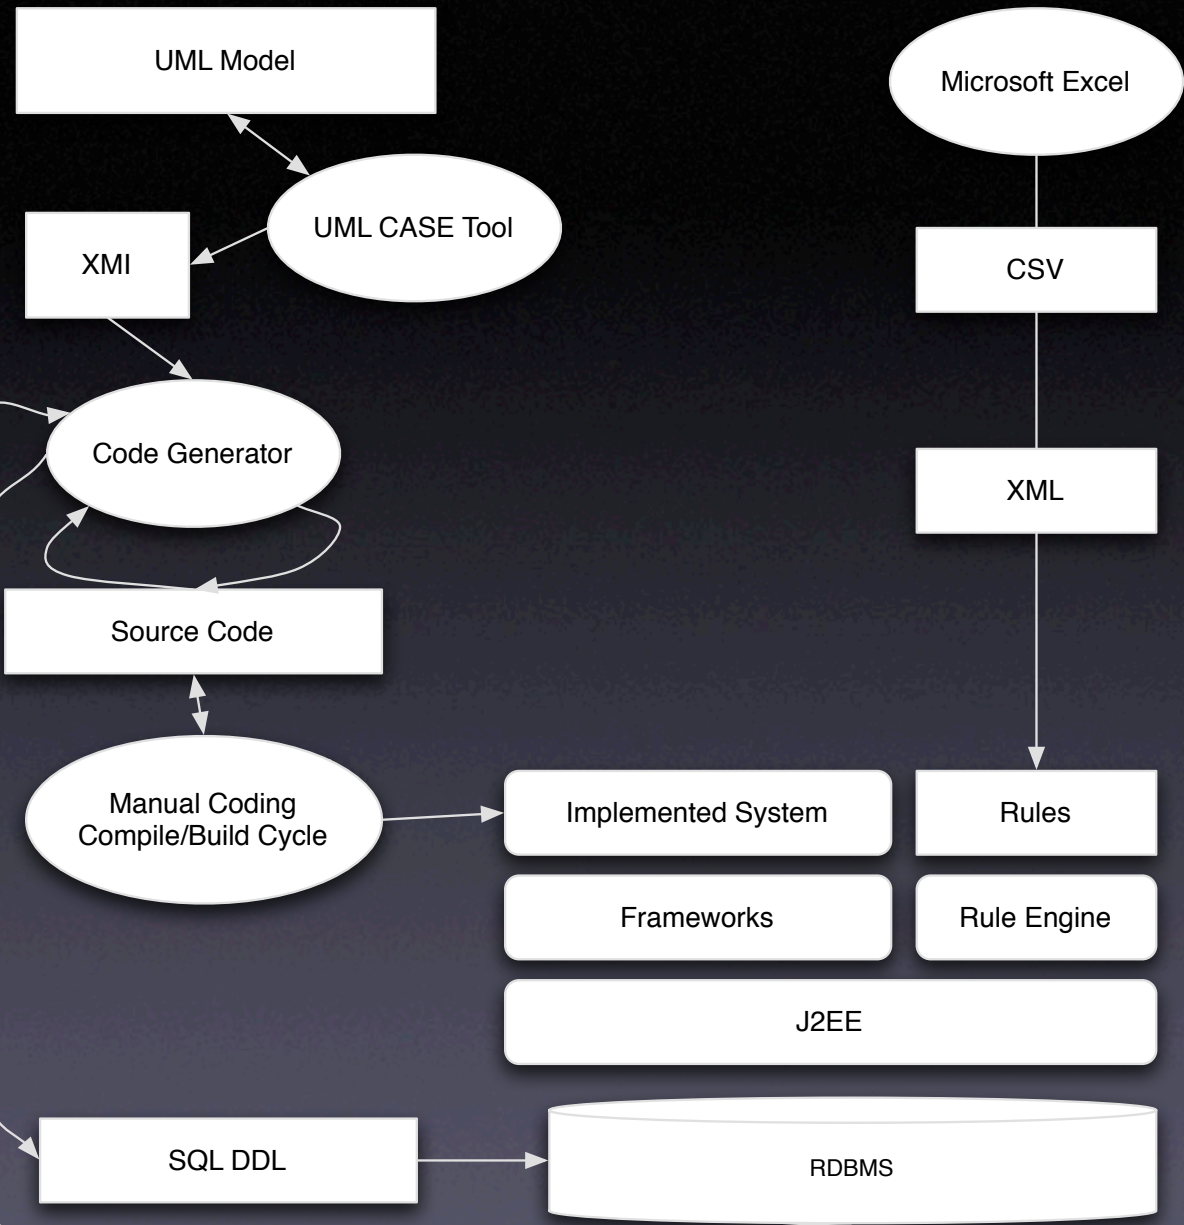 UML Model
Microsoft Excel
UML CASE Tool
XMI
CSV
Code Generator
XML
Source Code
Manual Coding
Compile/Build Cycle
Implemented System
Rules
Frameworks
Rule Engine
J2EE
SQL DDL
RDBMS